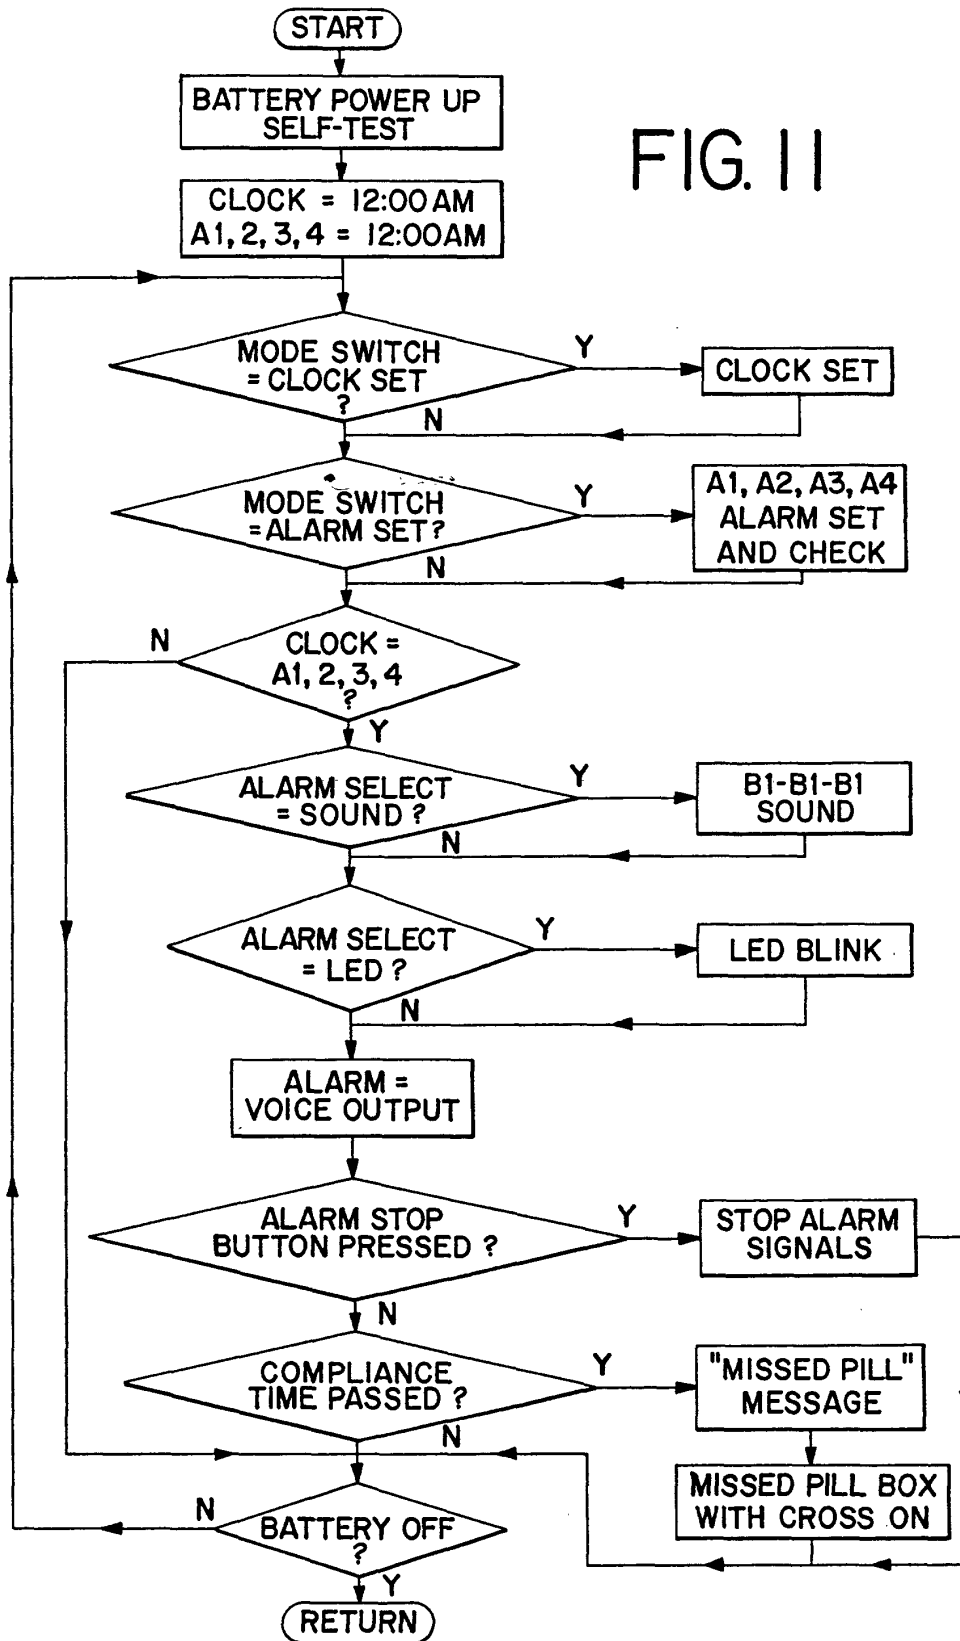 START
BATTERY POWER UP
SELF-TEST
FIG. 11
CLOCK = 12:00 AM
A1, 2, 3, 4 = 12:00AM
MODE SWITCH
= CLOCK SET
?
Y
CLOCK SET
N
MODE SWITCH
=ALARM SET?
Y
A1, A2, A3, A4
ALARM SET
AND CHECK
N
CLOCK =
A1, 2, 3, 4
?
N
Y
ALARM SELECT
= SOUND ?
Y
B1-B1-B1
SOUND
N
ALARM SELECT
= LED ?
Y
LED BLINK
N
ALARM =
VOICE OUTPUT
ALARM STOP
BUTTON PRESSED ?
Y
STOP ALARM
SIGNALS
N
COMPLIANCE
TIME PASSED ?
Y
"MISSED PILL"
MESSAGE
N
MISSED PILL BOX
WITH CROSS ON
BATTERY OFF
?
N
Y
RETURN